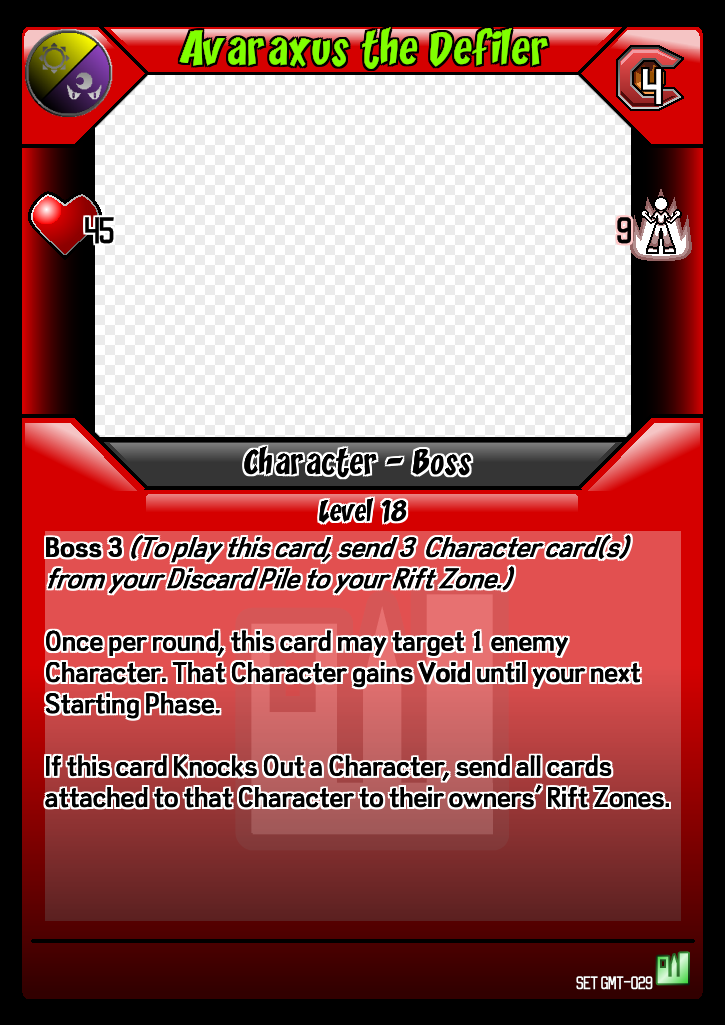 Avaraxus the Defiler
4
45
9
Character - Boss
Level 18
Boss 3 (To play this card, send 3 Character card(s)
from your Discard Pile to your Rift Zone.)
Once per round, this card may target 1 enemy
Character. That Character gains Void until your next
Starting Phase.
If this card Knocks Out a Character, send all cards
attached to that Character to their owners' Rift Zones.
SET GMT-029